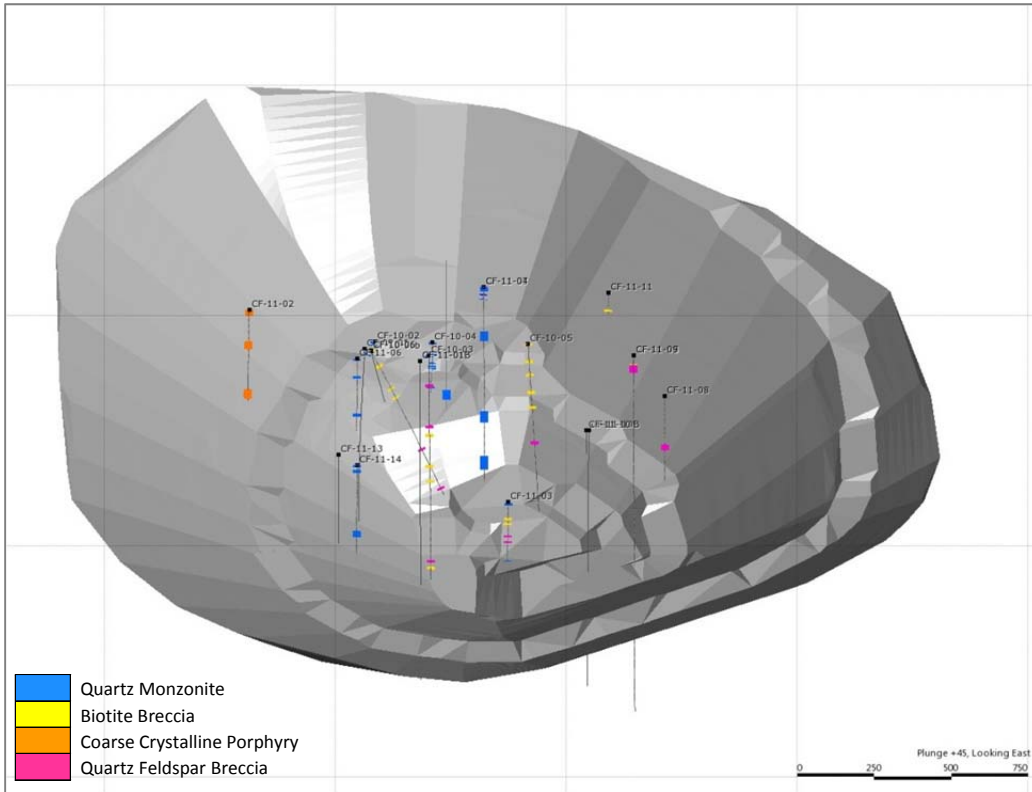 CF-11-04
CF-11-11
CF-11-02
CF-10-02
CF-10-04
CF-10-05
CF-10-03
CF-11-06
CF-11-01B
CF-11-09
CF-11-08
CF-11-13
CF-11-14
CF-11-03
Quartz Monzonite
Biotite Breccia
Coarse Crystalline Porphyry
Quartz Feldspar Breccia
Plunge +45, Looking East
0 250 500 750